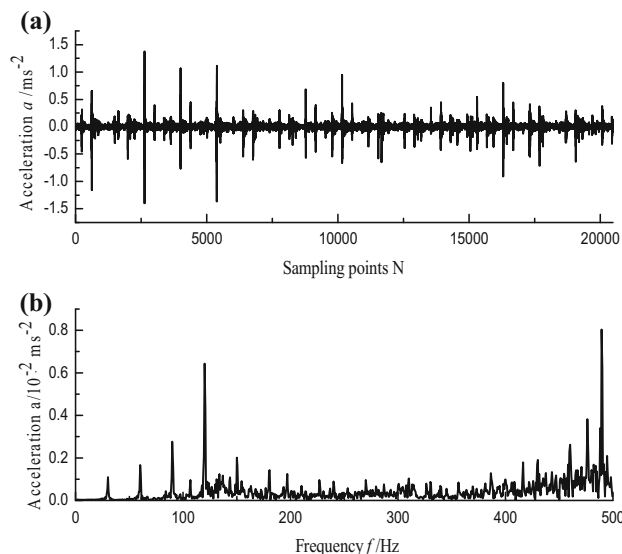 (a)
Acceleration a /ms-2
1.5
1.0
0.5
0.0
-0.5
-1.0
-1.5
0 5000 10000 15000 20000
Sampling points N
(b)
Acceleration a/10-2 ms-2
0.8
0.6
0.4
0.2
0.0
0 100 200 300 400 500
Frequency f /Hz